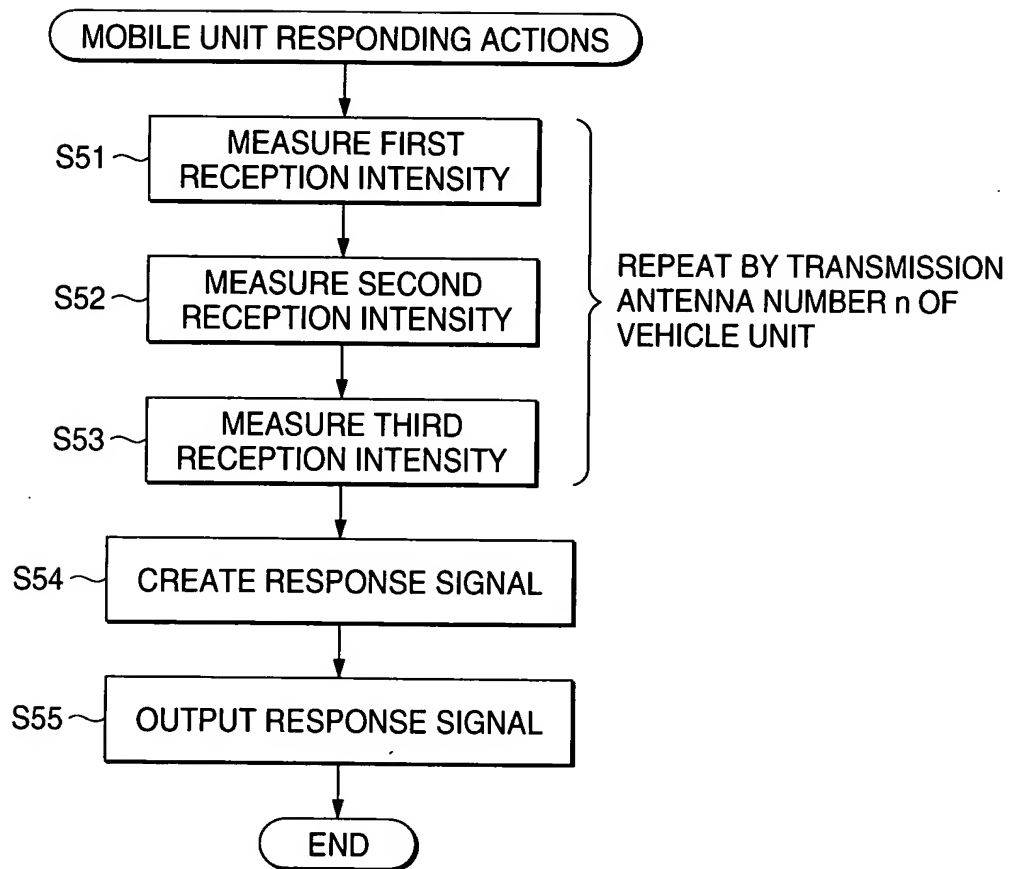 MOBILE UNIT RESPONDING ACTIONS
S51
MEASURE FIRST
RECEPTION INTENSITY
S52
MEASURE SECOND
RECEPTION INTENSITY
S53
MEASURE THIRD
RECEPTION INTENSITY
REPEAT BY TRANSMISSION
ANTENNA NUMBER n OF
VEHICLE UNIT
S54
CREATE RESPONSE SIGNAL
S55
OUTPUT RESPONSE SIGNAL
END